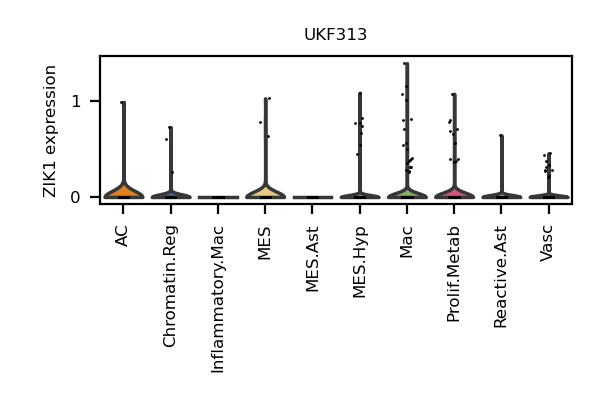 UKF313
ZIK1 expression
1
0
AC
Chromatin.Reg
Inflammatory.Mac
MES
MES.Ast
MES.Hyp
Mac
Prolif.Metab
Reactive.Ast
Vasc